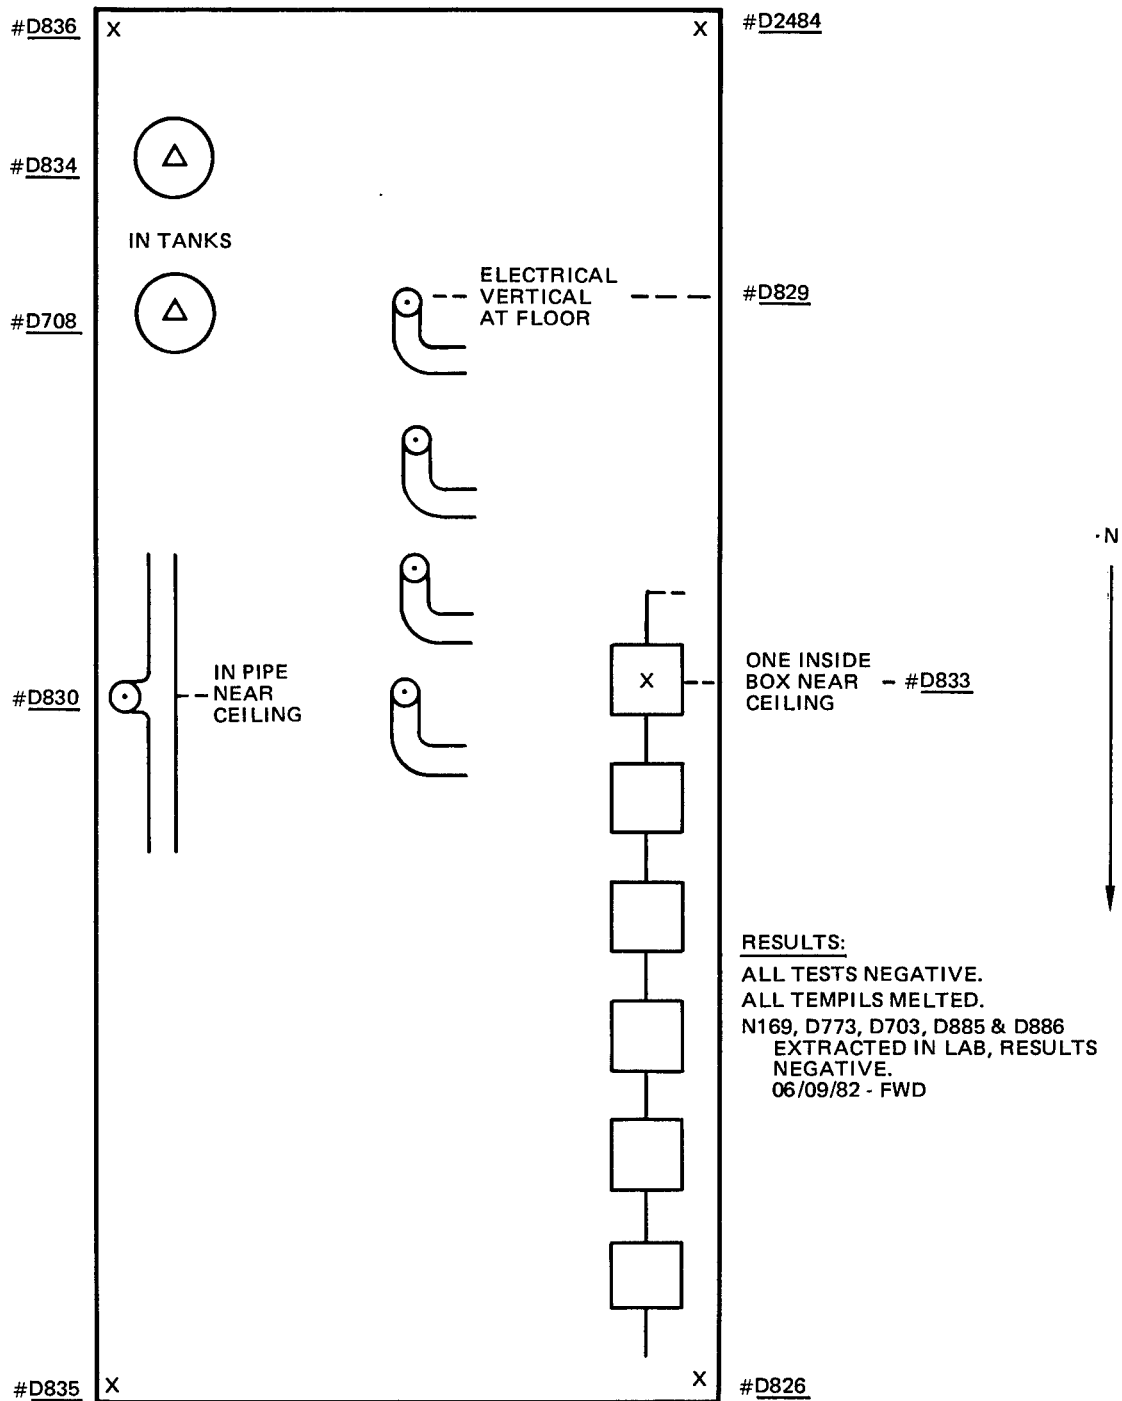 #D836
X
X
#D2484
#D834
IN TANKS
#D708
ELECTRICAL
VERTICAL
AT FLOOR
#D829
N
#D830
IN PIPE
NEAR
CEILING
X
ONE INSIDE
BOX NEAR
CEILING
#D833
RESULTS:
ALL TESTS NEGATIVE.
ALL TEMPILS MELTED.
N169, D773, D703, D885 & D886
EXTRACTED IN LAB, RESULTS
NEGATIVE.
06/09/82 - FWD
#D835
X
X
#D826